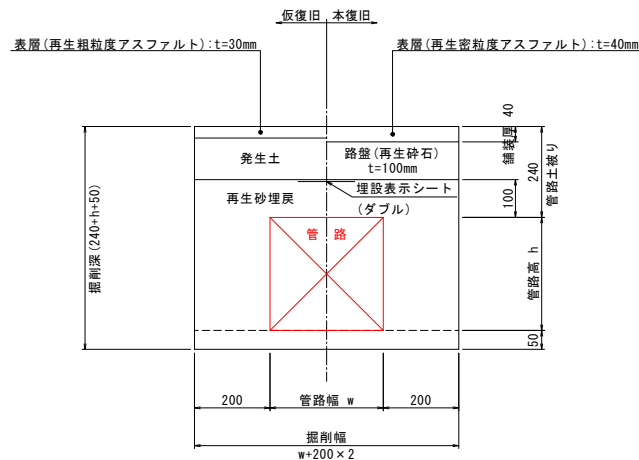 仮復旧 本復旧
表層(再生粗粒度アスファルト):t=30mm
表層(再生密粒度アスファルト):t=40mm
発生土
路盤(再生砕石)
t=100mm
再生砂埋戻
埋設表示シート
(ダブル)
管 路
掘削深(240+h+50)
舗装厚 40
100
240
管路土被り
管路高 h
50
200
管路幅 w
200
掘削幅
w+200×2